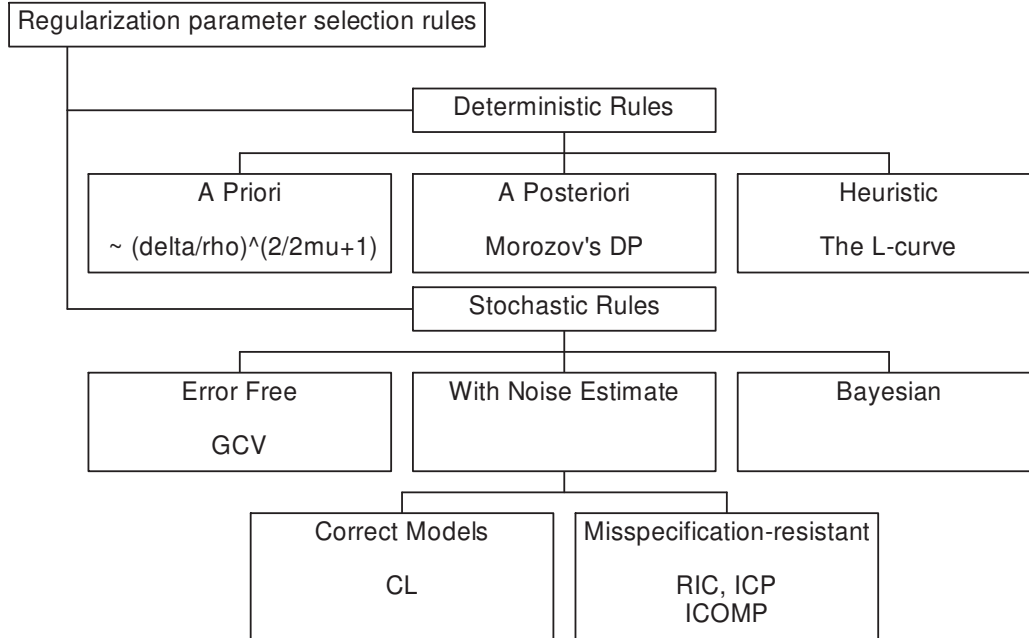 Regularization parameter selection rules
Deterministic Rules
A Priori
~ (delta/rho)^(2/2mu+1)
A Posteriori
Morozov's DP
Heuristic
The L-curve
Stochastic Rules
Error Free
GCV
With Noise Estimate
Bayesian
Correct Models
CL
Misspecification-resistant
RIC, ICP
ICOMP